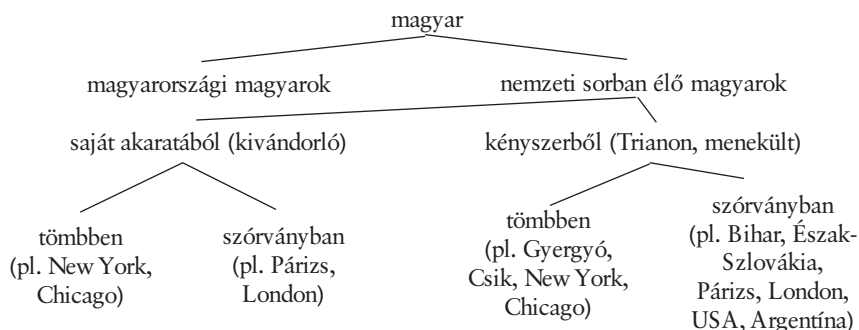 magyar
magyarországi magyarok
nemzeti sorban élő magyarok
saját akaratából (kivándorló)
kényszerből (Trianon, menekült)
tömbben
(pl. New York,
Chicago)
szórványban
(pl. Párizs,
London)
tömbben
(pl. Gyergyó,
Csik, New York,
Chicago)
szórványban
(pl. Bihar, Észak-
Szlovákia,
Párizs, London,
USA, Argentína)